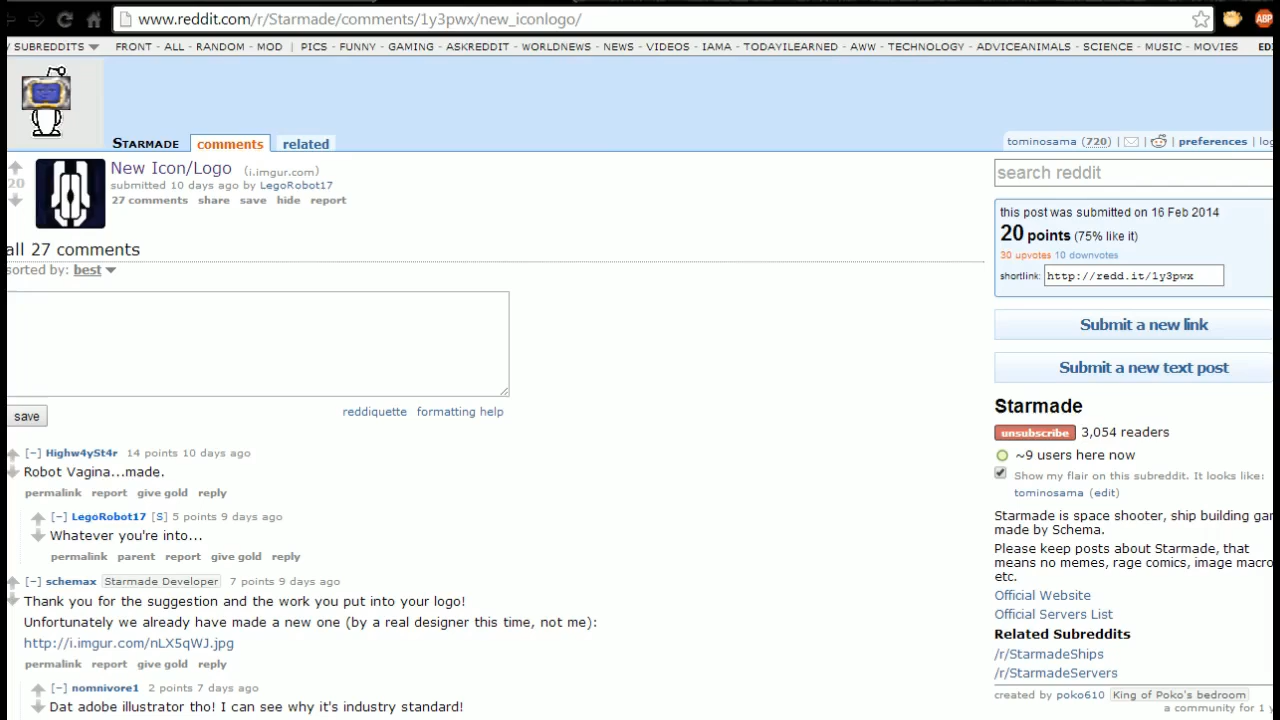 www.reddit.com/r/Starmade/comments/1y3pwx/new_iconlogo/
ABP
SUBREDDITS FRONT - ALL - RANDOM - MOD | PICS - FUNNY - GAMING - ASKREDDIT - WORLDNEWS - NEWS - VIDEOS - IAMA - TODAYILEARNED - AWW - TECHNOLOGY - ADVICEANIMALS - SCIENCE - MUSIC - MOVIES
STARMADE comments related
tominosama (720) | | | preferences |
New Icon/Logo (i.imgur.com)
20
submitted 10 days ago by LegoRobot17
27 comments share save hide report
all 27 comments
sorted by: best
save
reddiquette formatting help
[−] Highw4ySt4r 14 points 10 days ago
Robot Vagina...made.
permalink report give gold reply
[−] LegoRobot17 [S] 5 points 9 days ago
Whatever you're into...
permalink parent report give gold reply
[−] schemax Starmade Developer 7 points 9 days ago
Thank you for the suggestion and the work you put into your logo!
Unfortunately we already have made a new one (by a real designer this time, not me):
http://i.imgur.com/nLX5qWJ.jpg
permalink report give gold reply
[−] nomnivore1 2 points 7 days ago
Dat adobe illustrator tho! I can see why it's industry standard!
search reddit
this post was submitted on 16 Feb 2014
20 points (75% like it)
30 upvotes 10 downvotes
shortlink: http://redd.it/1y3pwx
Submit a new link
Submit a new text post
Starmade
unsubscribe 3,054 readers
~9 users here now
Show my flair on this subreddit. It looks like:
tominosama (edit)
Starmade is space shooter, ship building gam
made by Schema.
Please keep posts about Starmade, that
means no memes, rage comics, image macro
etc.
Official Website
Official Servers List
Related Subreddits
/r/StarmadeShips
/r/StarmadeServers
created by poko610 King of Poko's bedroom
a community for 1 y